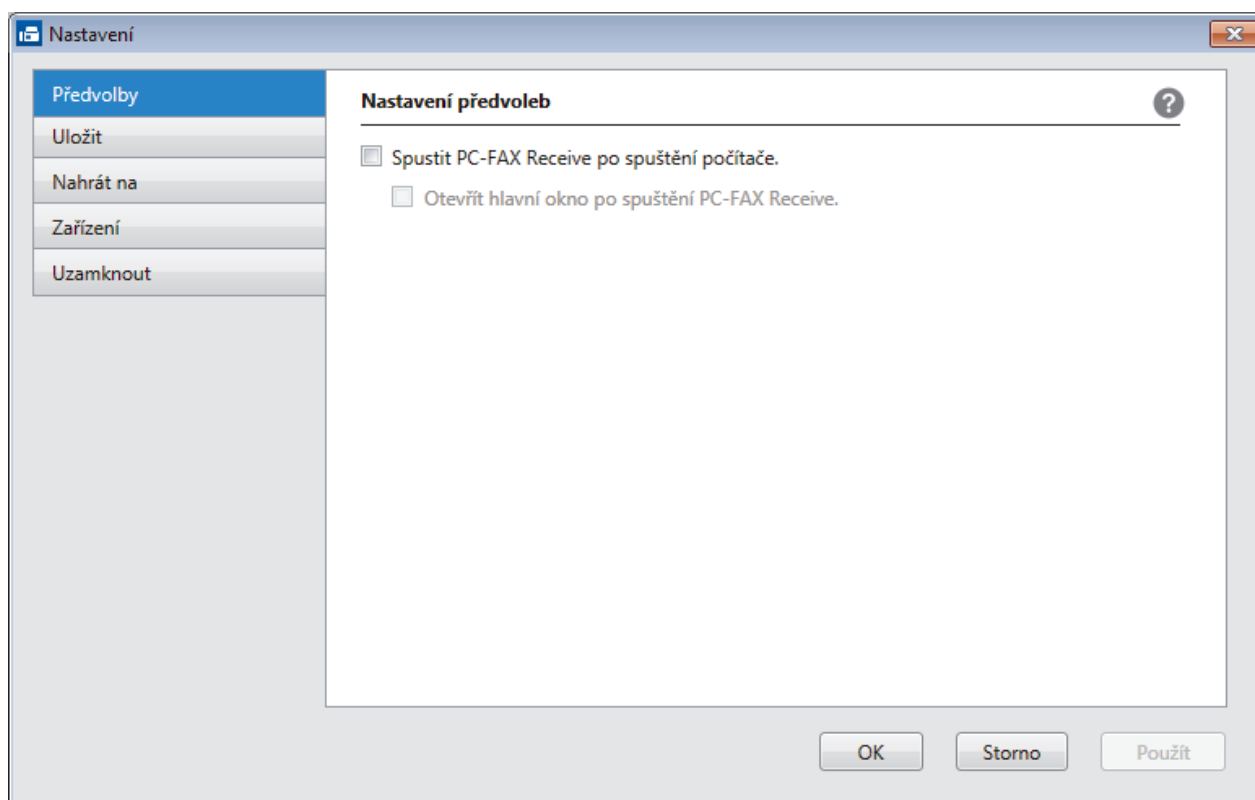 Nastavení
Předvolby
Uložit
Nahrát na
Zařízení
Uzamknout
Nastavení předvoleb
?
Spustit PC-FAX Receive po spuštění počítače.
Otevřít hlavní okno po spuštění PC-FAX Receive.
OK
Storno
Použít